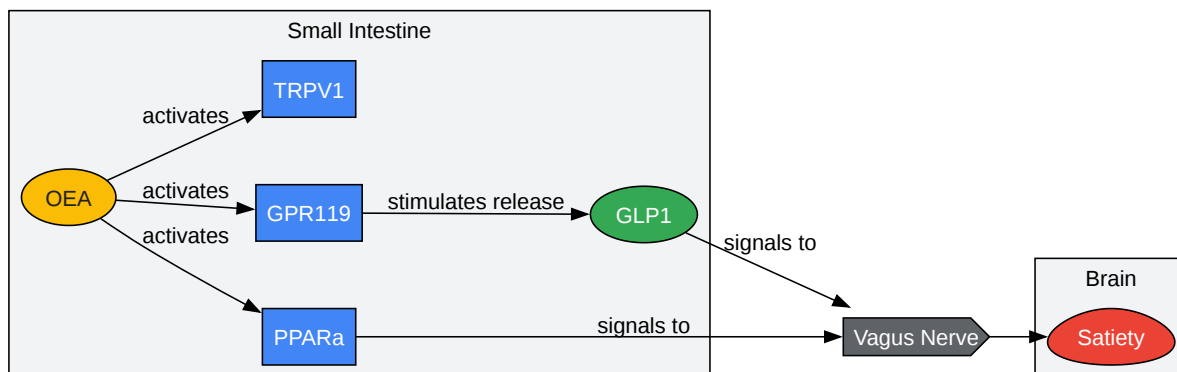 Small Intestine
TRPV1
activates
OEA
activates
GPR119
stimulates release
GLP1
activates
signals to
PPARa
signals to
Vagus Nerve
Brain
Satiety